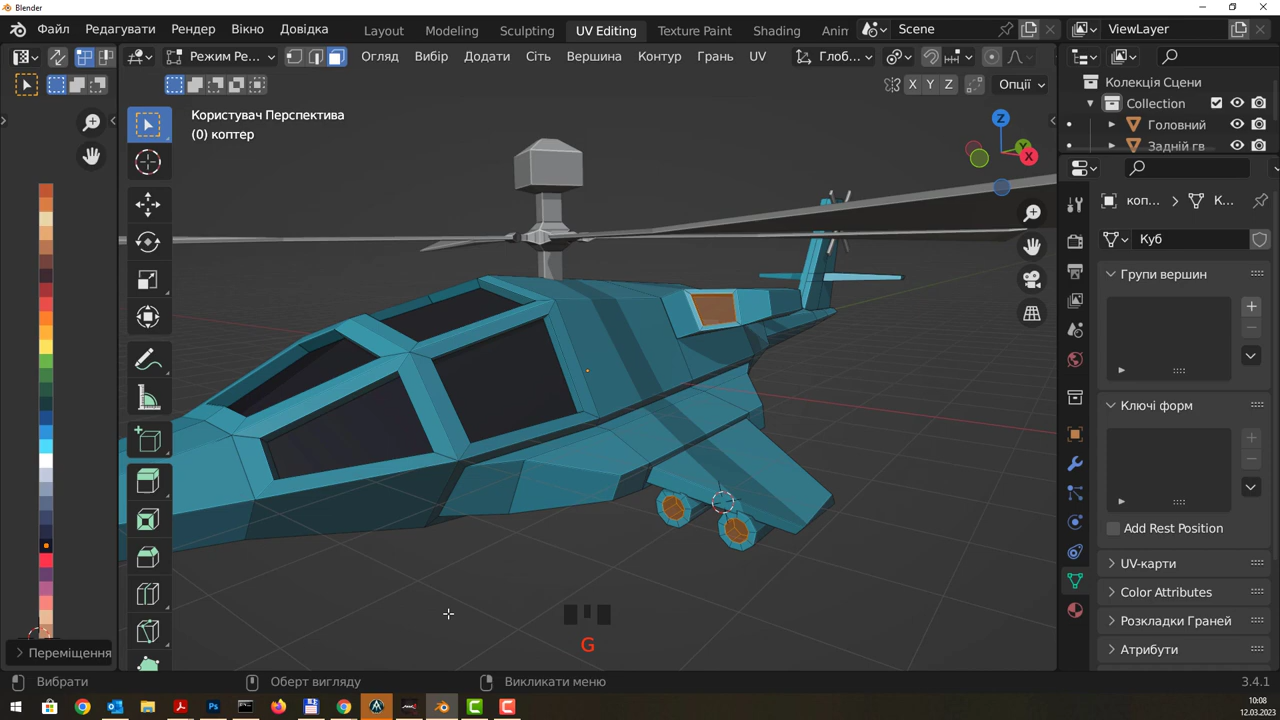 Blender
Файл Редагувати Рендер Вікно Довідка Layout Modeling Sculpting UV Editing Texture Paint Shading Anim Scene ViewLayer
Режим Ре... Огляд Вибір Додати Сіть Вершина Контур Грань UV Глоб...
X Y Z Опції
Колекція Сцени
Collection
Головний
Задній гв
Користувач Перспектива
(0) коптер
Z
Y
X
коп... К...
Куб
Групи вершин
Ключі форм
Add Rest Position
UV-карти
Color Attributes
Розкладки Граней
Атрибути
G
Переміщення
Вибрати Оберт вигляду Викликати меню 3.4.1
10:08
12.03.2023